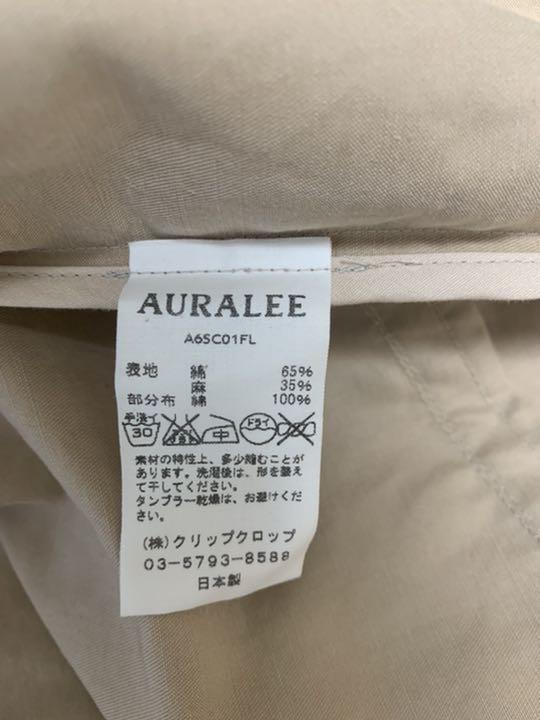 AURALEE
A6SC01FL
表地 綿 65%
麻 35%
部分布 綿 100%
手洗イ 30 中 ドライ
素材の特性上、多少縮むことが
あります。洗濯後は、形を整え
て干してください。
タンブラー乾燥は、お避けくだ
さい。
(株)クリップクロップ
03-5793-8588
日本製